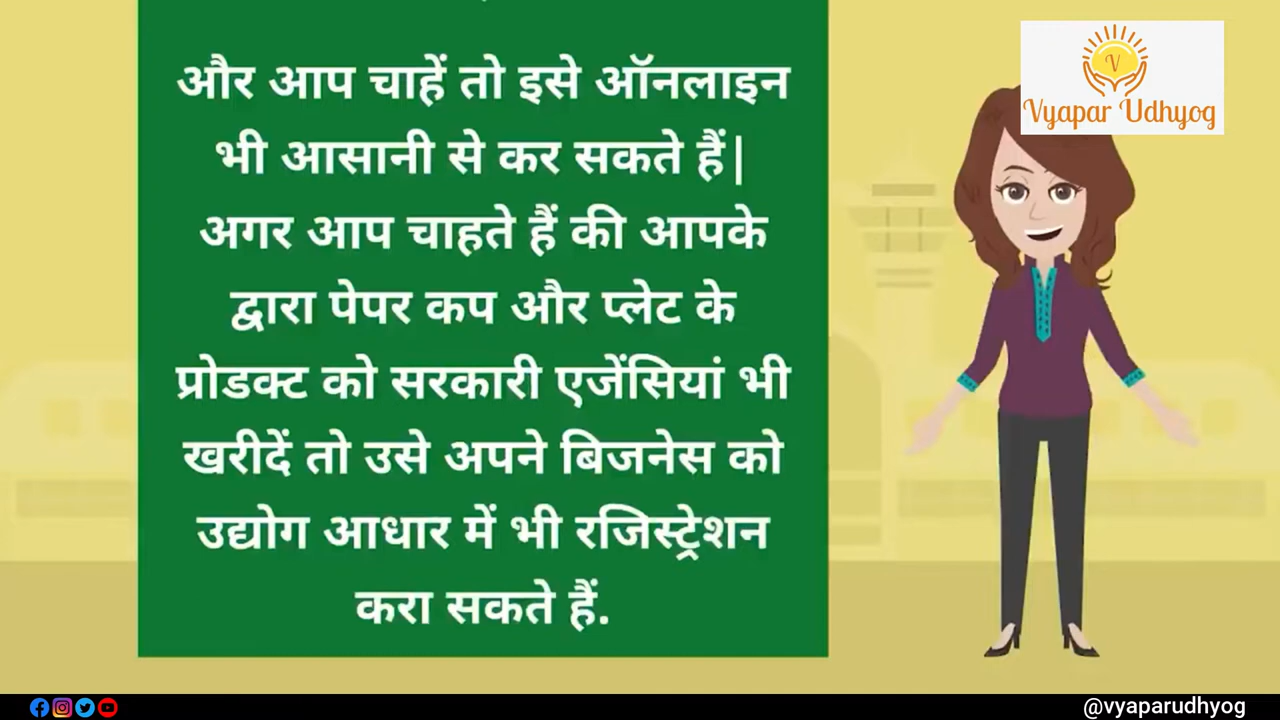 और आप चाहें तो इसे ऑनलाइन
भी आसानी से कर सकते हैं|
अगर आप चाहते हैं की आपके
द्वारा पेपर कप और प्लेट के
प्रोडक्ट को सरकारी एजेंसियां भी
खरीदें तो उसे अपने बिजनेस को
उद्योग आधार में भी रजिस्ट्रेशन
करा सकते हैं.
V
Vyapar Udhyog
@vyaparudhyog